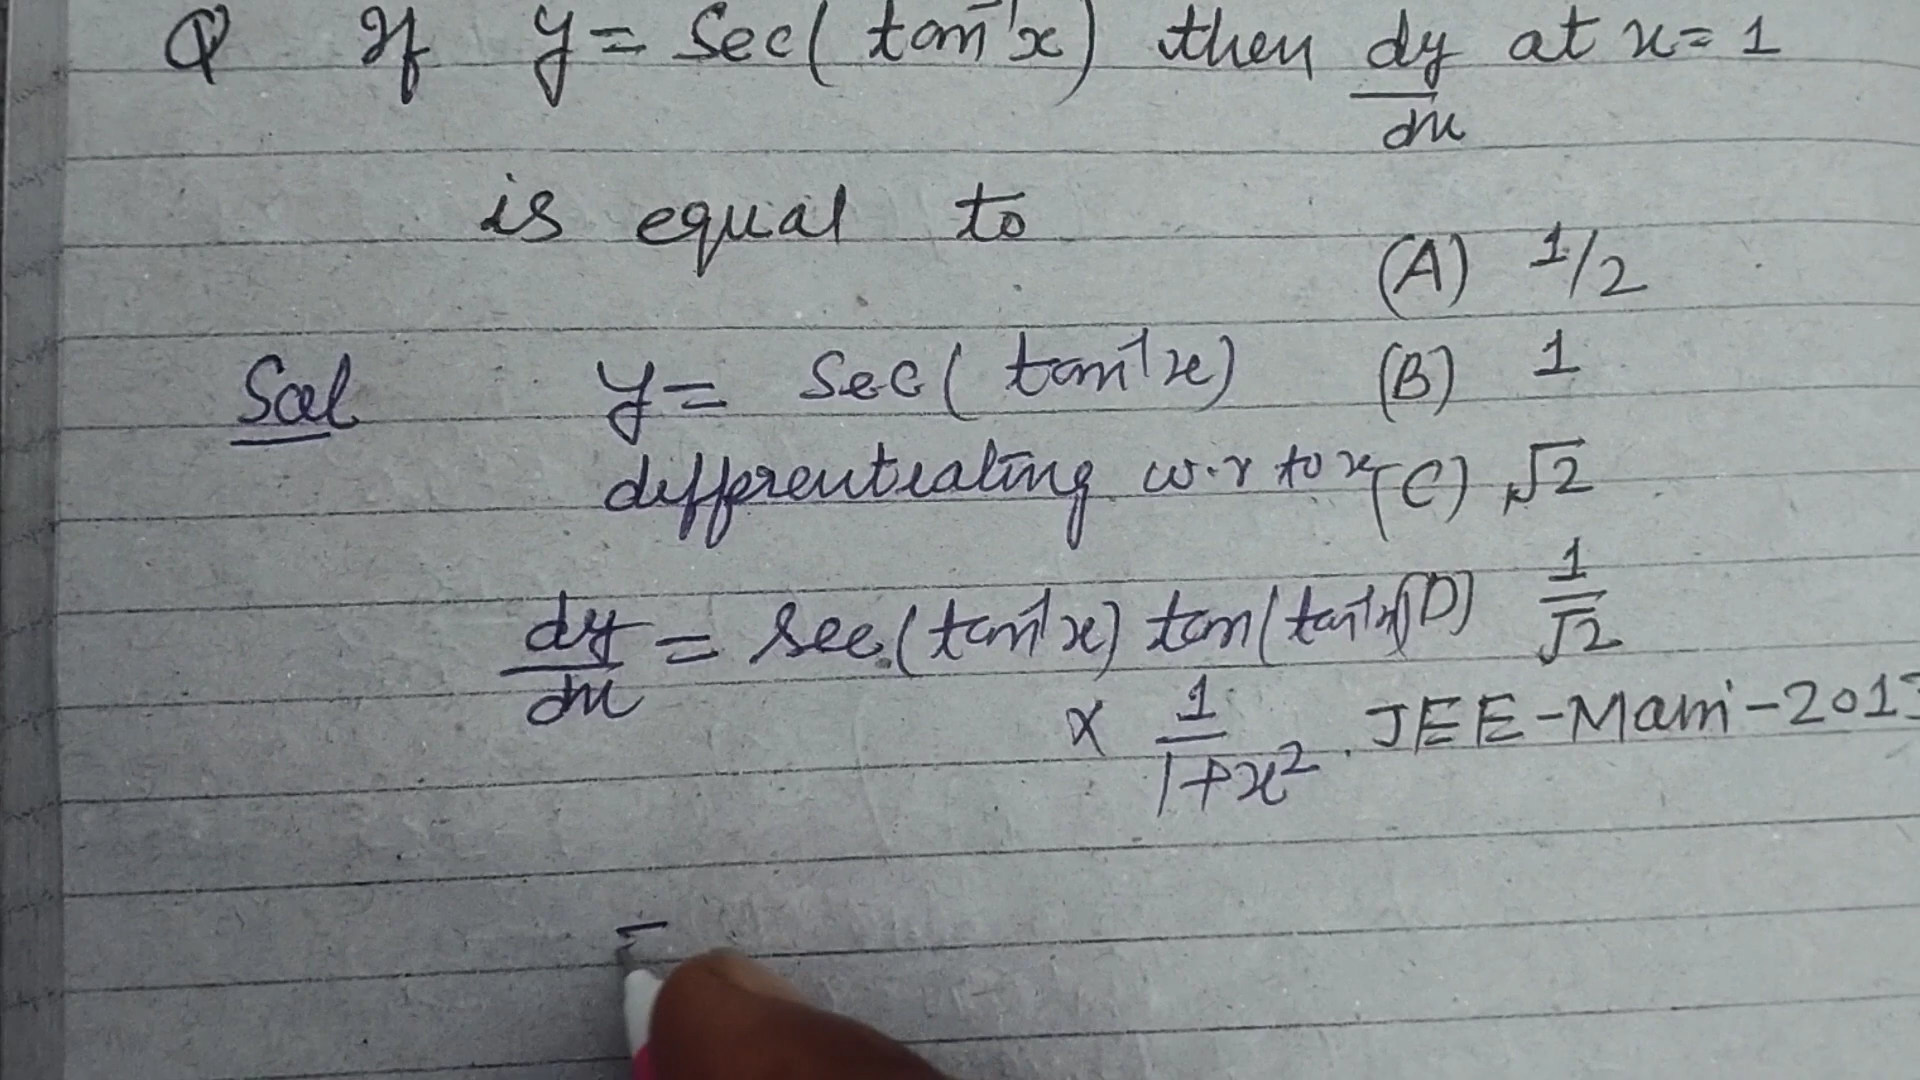 Q If y = Sec(tan⁻¹x) then dy/dx at x = 1
is equal to
(A) 1/2
Sol y = Sec(tan⁻¹x) (B) 1
differentiating w.r to x (C) √2
dy/dx = sec(tan⁻¹x) tan(tan⁻¹x) (D) 1/√2
× 1/1+x² . JEE-Main-201
=